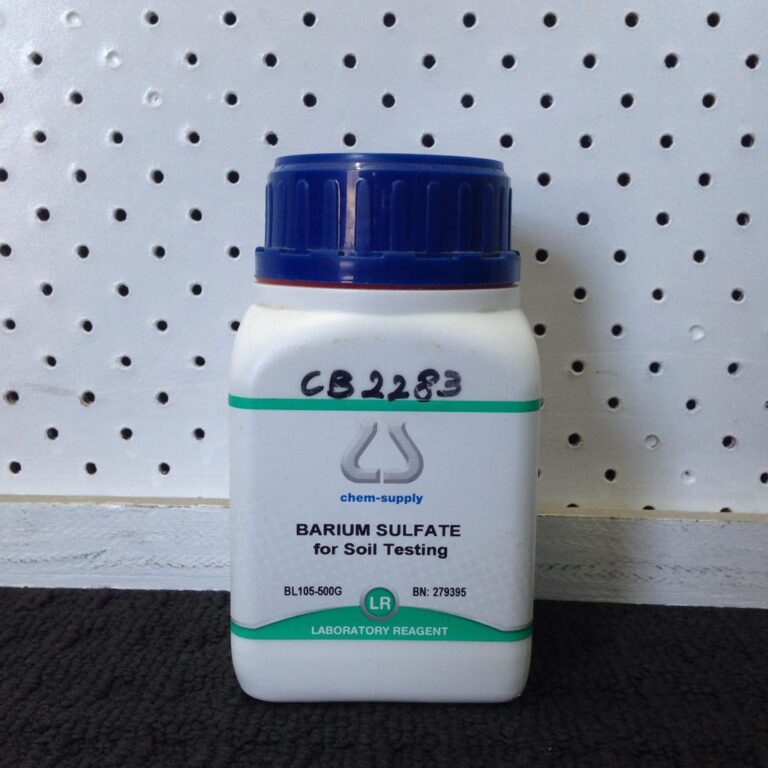 CB2283
chem-supply
BARIUM SULFATE
for Soil Testing
BL105-500G BN: 279395
LR
LABORATORY REAGENT